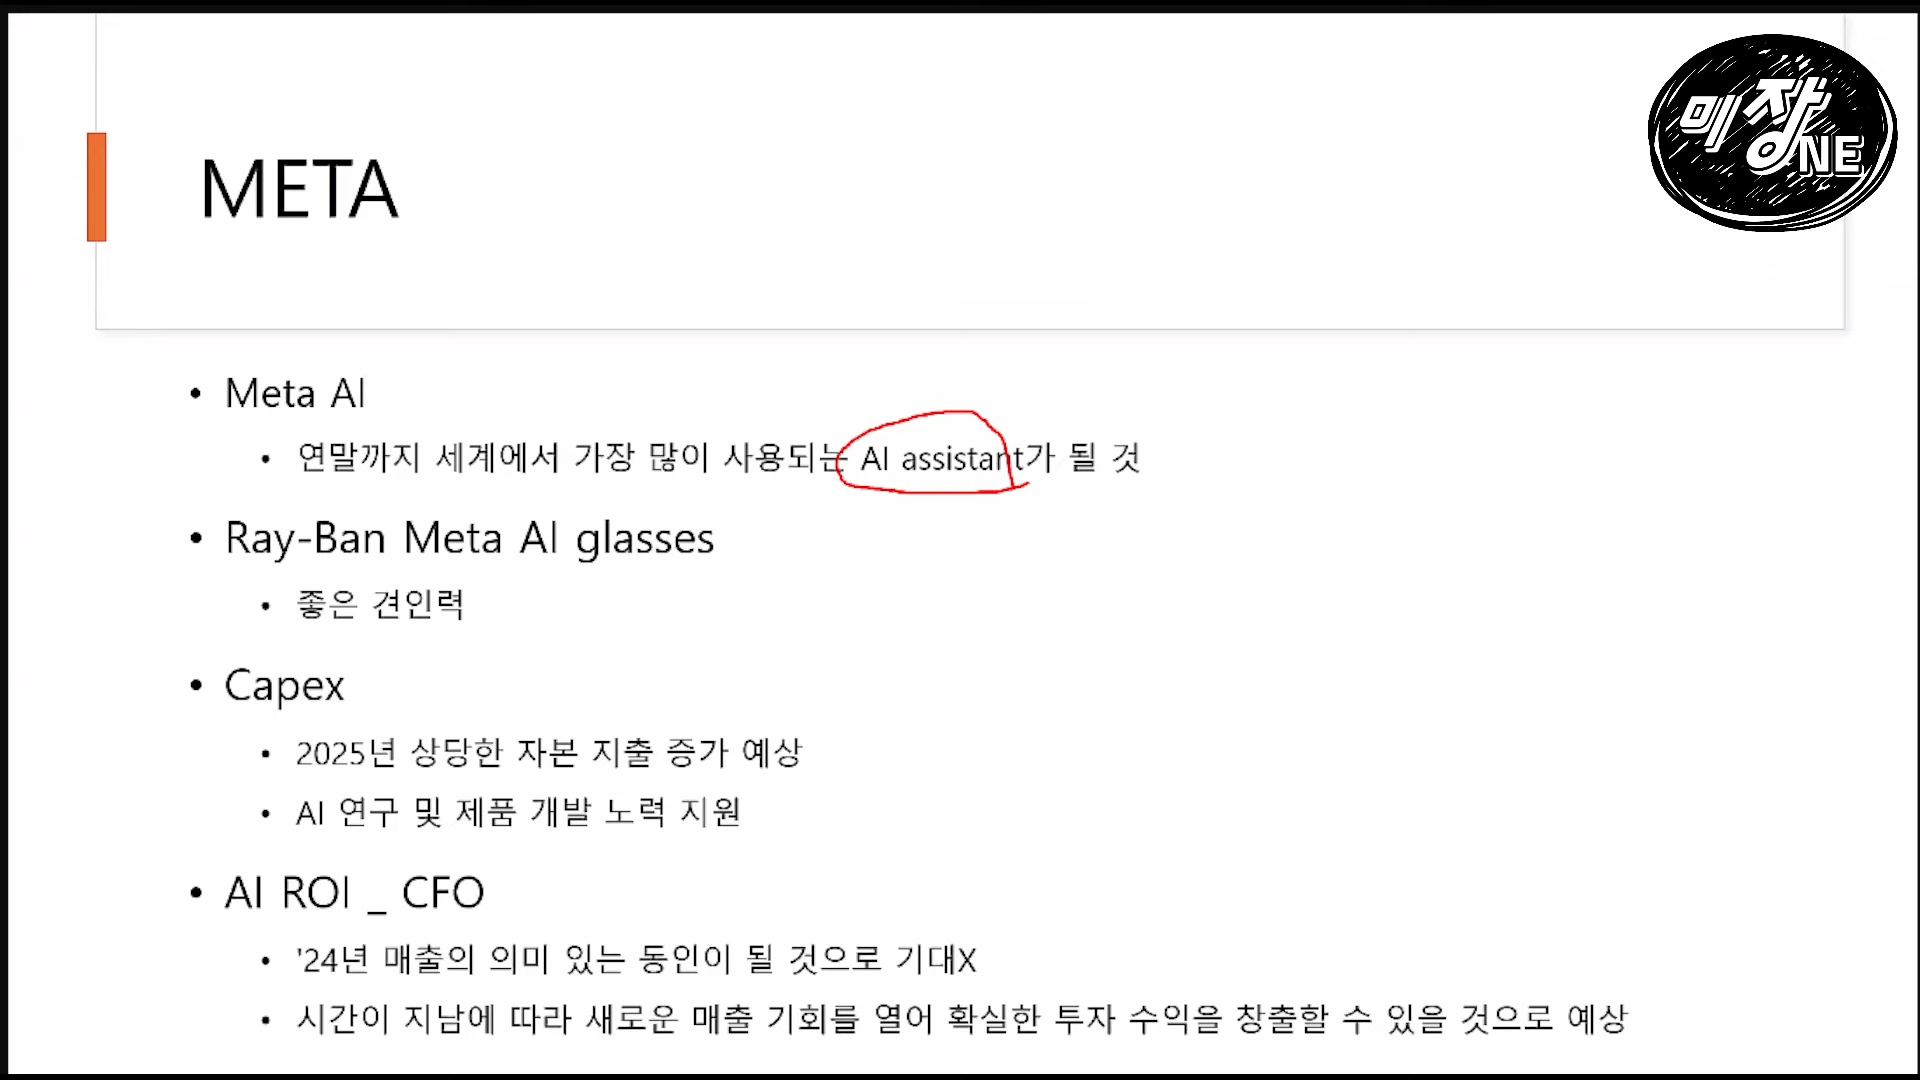 미장NE
META
• Meta AI
• 연말까지 세계에서 가장 많이 사용되는 AI assistant가 될 것
• Ray-Ban Meta AI glasses
• 좋은 견인력
• Capex
• 2025년 상당한 자본 지출 증가 예상
• AI 연구 및 제품 개발 노력 지원
• AI ROI _ CFO
• '24년 매출의 의미 있는 동인이 될 것으로 기대X
• 시간이 지남에 따라 새로운 매출 기회를 열어 확실한 투자 수익을 창출할 수 있을 것으로 예상